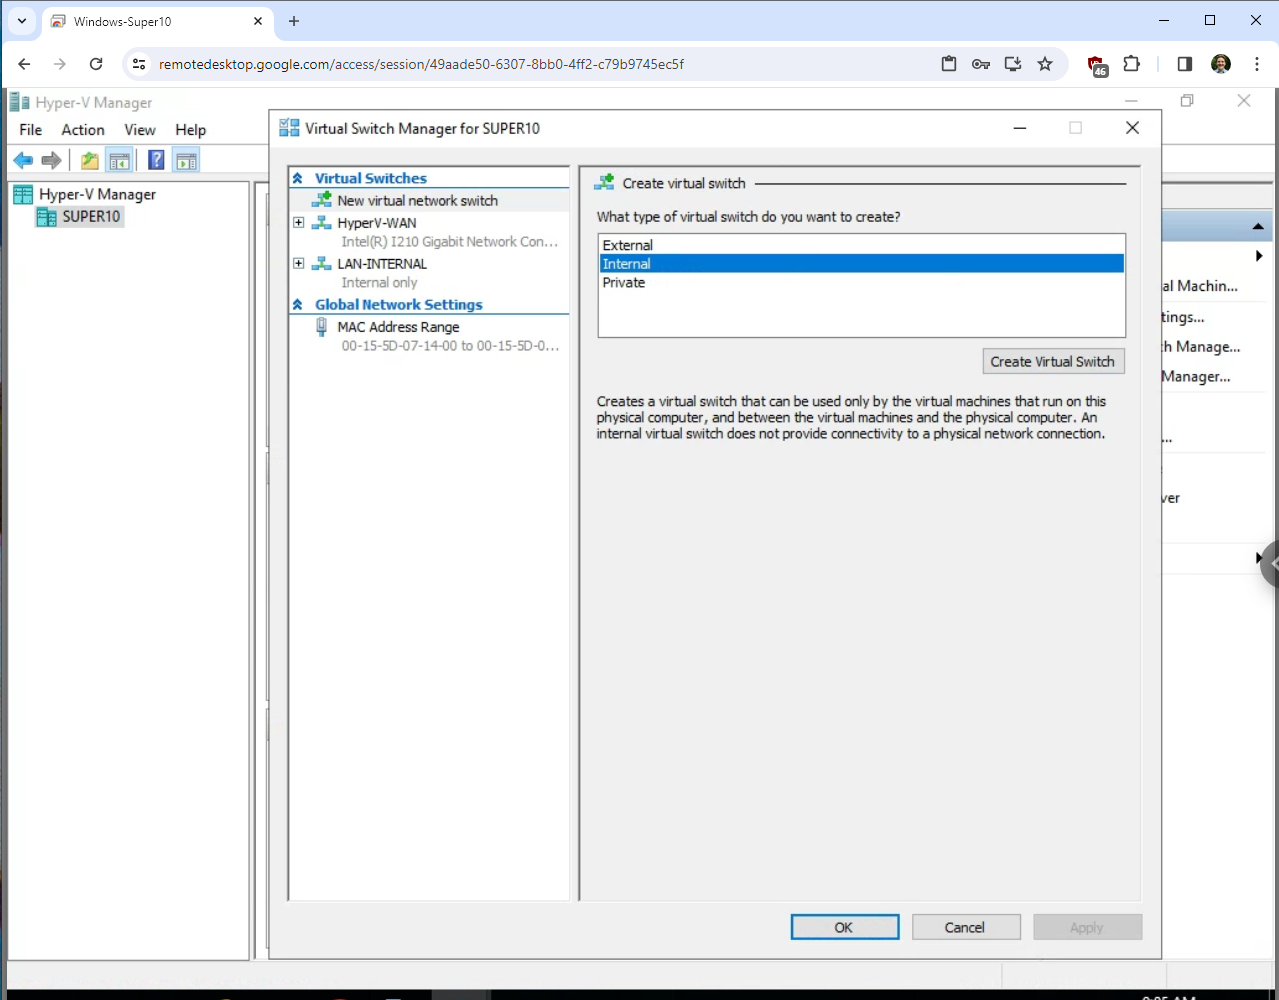 Windows-Super10
remotedesktop.google.com/access/session/49aade50-6307-8bb0-4ff2-c79b9745ec5f
46
Hyper-V Manager
File Action View Help
Hyper-V Manager
SUPER10
Virtual Switch Manager for SUPER10
Virtual Switches
New virtual network switch
HyperV-WAN
Intel(R) I210 Gigabit Network Con...
LAN-INTERNAL
Internal only
Global Network Settings
MAC Address Range
00-15-5D-07-14-00 to 00-15-5D-0...
Create virtual switch
What type of virtual switch do you want to create?
External
Internal
Private
Create Virtual Switch
Creates a virtual switch that can be used only by the virtual machines that run on this
physical computer, and between the virtual machines and the physical computer. An
internal virtual switch does not provide connectivity to a physical network connection.
OK Cancel Apply
al Machin...
tings...
ch Manage...
Manager...
...
ver